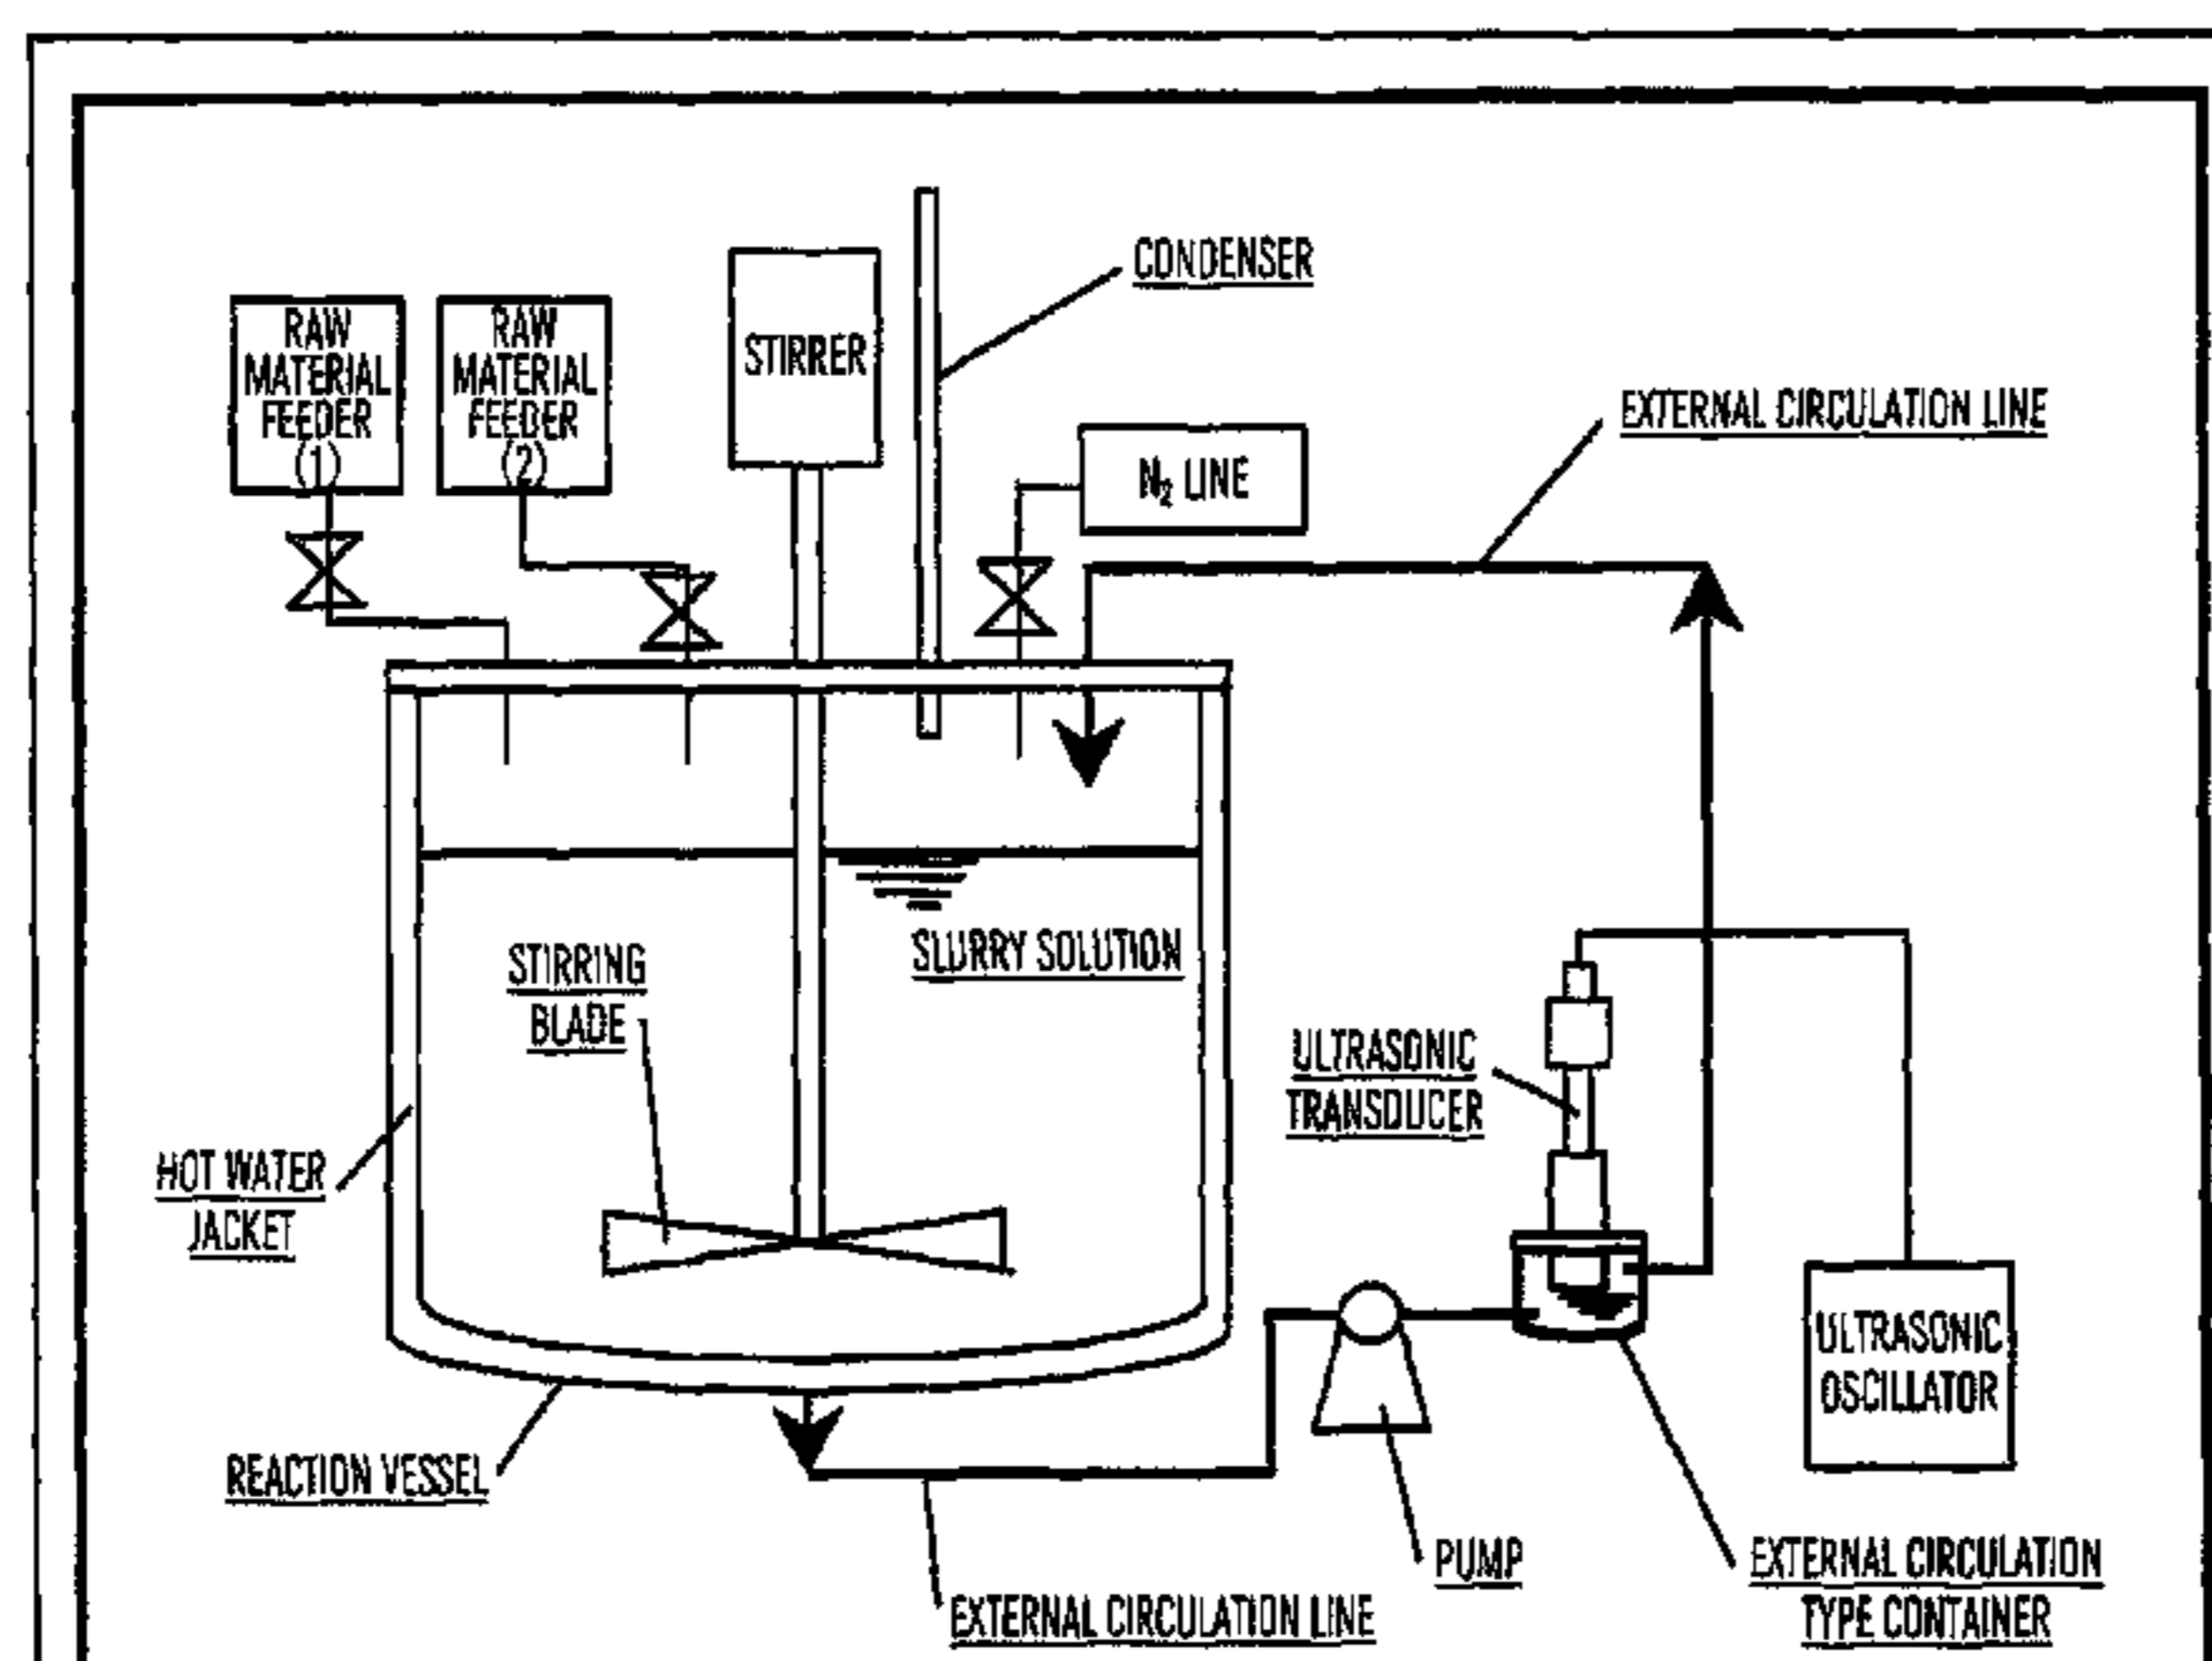 CONDENSER
RAW
MATERIAL
FEEDER
(1)
RAW
MATERIAL
FEEDER
(2)
STIRRER
EXTERNAL CIRCULATION LINE
N₂ LINE
SLURRY SOLUTION
STIRRING
BLADE
ULTRASONIC
TRANSDUCER
HOT WATER
JACKET
ULTRASONIC
OSCILLATOR
REACTION VESSEL
PUMP
EXTERNAL CIRCULATION
TYPE CONTAINER
EXTERNAL CIRCULATION LINE